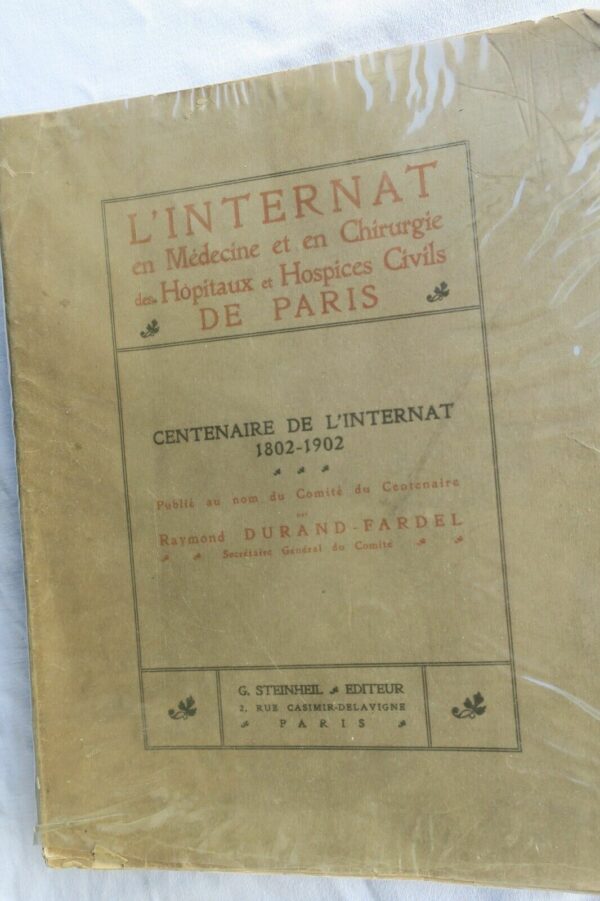 L'INTERNAT
en Médecine et en Chirurgie
des Hôpitaux et Hospices Civils
DE PARIS
CENTENAIRE DE L'INTERNAT
1802-1902
Publié au nom du Comité du Centenaire
par
Raymond DURAND-FARDEL
Secrétaire Général du Comité
G. STEINHEIL EDITEUR
2, RUE CASIMIR-DELAVIGNE
PARIS